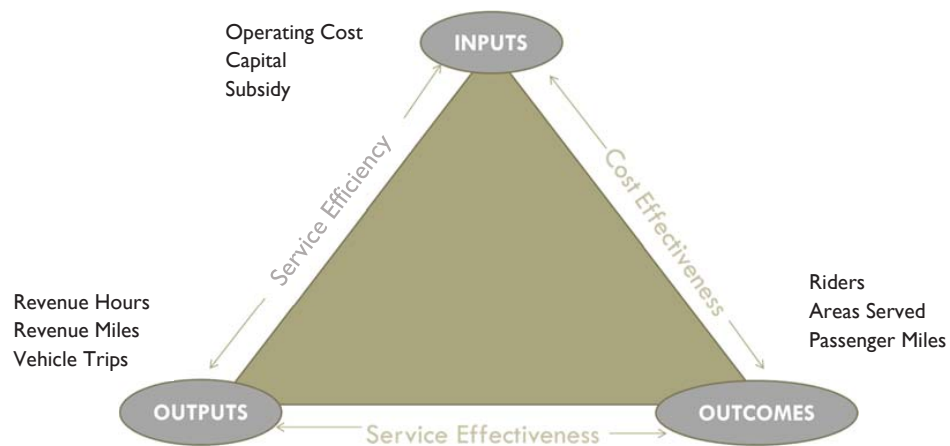 Operating Cost
Capital
Subsidy
INPUTS
Service Efficiency
Cost Effectiveness
Revenue Hours
Revenue Miles
Vehicle Trips
Riders
Areas Served
Passenger Miles
OUTPUTS
Service Effectiveness
OUTCOMES